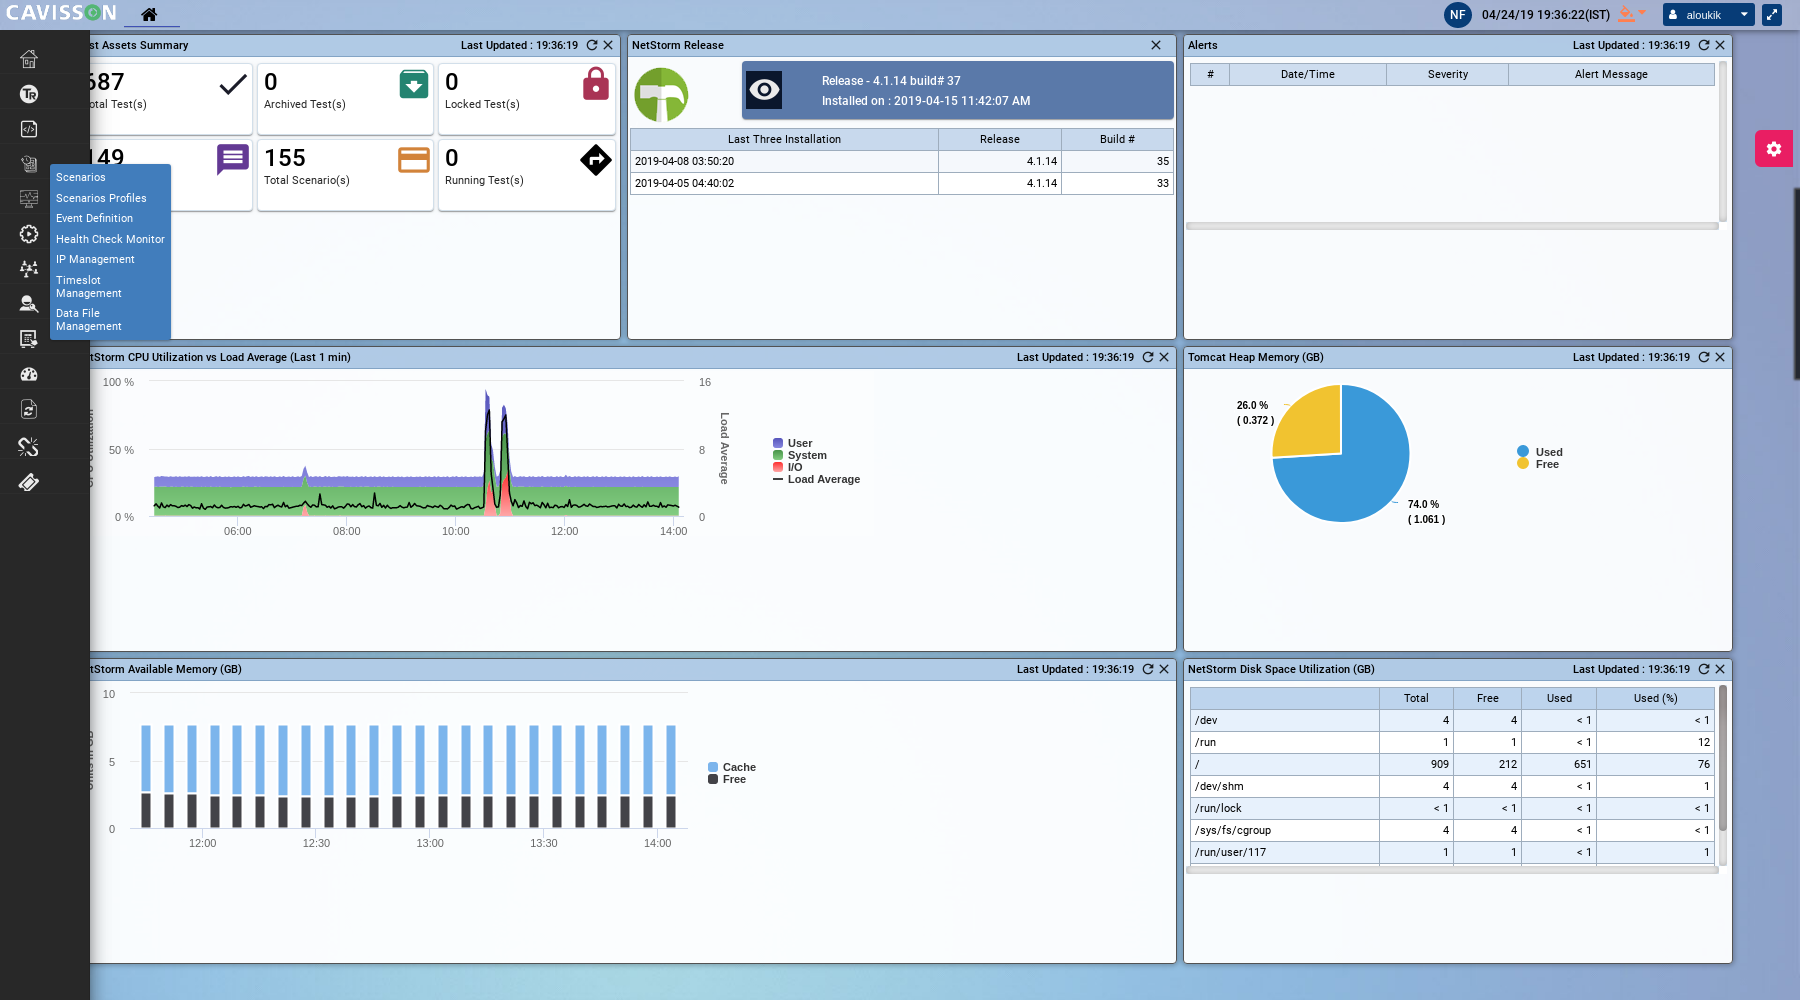 CAVISSON
NF
04/24/19 19:36:22(IST)
aloukik
st Assets Summary
Last Updated : 19:36:19
687
otal Test(s)
0
Archived Test(s)
0
Locked Test(s)
149
155
Total Scenario(s)
0
Running Test(s)
TR
Scenarios
Scenarios Profiles
Event Definition
Health Check Monitor
IP Management
Timeslot
Management
Data File
Management
NetStorm Release
Release - 4.1.14 build# 37
Installed on : 2019-04-15 11:42:07 AM
Last Three Installation Release Build #
2019-04-08 03:50:20 4.1.14 35
2019-04-05 04:40:02 4.1.14 33
Alerts
Last Updated : 19:36:19
# Date/Time Severity Alert Message
tStorm CPU Utilization vs Load Average (Last 1 min)
Last Updated : 19:36:19
100 %
50 %
0 %
16
8
0
Load Average
06:00 08:00 10:00 12:00 14:00
User
System
I/O
Load Average
Tomcat Heap Memory (GB)
Last Updated : 19:36:19
26.0 %
( 0.372 )
74.0 %
( 1.061 )
Used
Free
tStorm Available Memory (GB)
Last Updated : 19:36:19
10
5
0
12:00 12:30 13:00 13:30 14:00
Cache
Free
NetStorm Disk Space Utilization (GB)
Last Updated : 19:36:19
Total Free Used Used (%)
/dev 4 4 < 1 < 1
/run 1 1 < 1 12
/ 909 212 651 76
/dev/shm 4 4 < 1 1
/run/lock < 1 < 1 < 1 < 1
/sys/fs/cgroup 4 4 < 1 < 1
/run/user/117 1 1 < 1 1